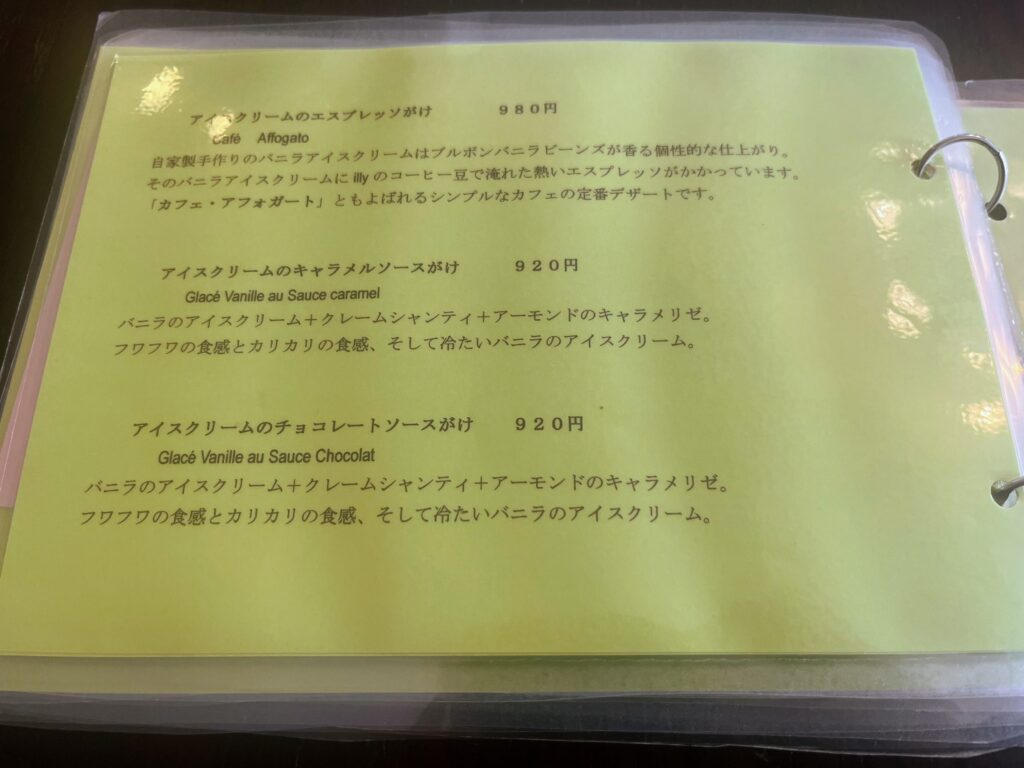 アイスクリームのエスプレッソがけ　９８０円
Café Affogato
自家製手作りのバニラアイスクリームはブルボンバニラビーンズが香る個性的な仕上がり。
そのバニラアイスクリームに illy のコーヒー豆で淹れた熱いエスプレッソがかかっています。
「カフェ・アフォガート」ともよばれるシンプルなカフェの定番デザートです。
アイスクリームのキャラメルソースがけ　９２０円
Glacé Vanille au Sauce caramel
バニラのアイスクリーム＋クレームシャンティ＋アーモンドのキャラメリゼ。
フワフワの食感とカリカリの食感、そして冷たいバニラのアイスクリーム。
アイスクリームのチョコレートソースがけ　９２０円
Glacé Vanille au Sauce Chocolat
バニラのアイスクリーム＋クレームシャンティ＋アーモンドのキャラメリゼ。
フワフワの食感とカリカリの食感、そして冷たいバニラのアイスクリーム。